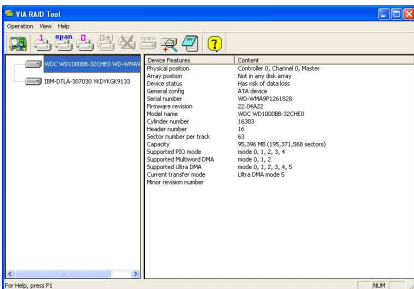 VIA RAID Tool
Operation View Help
1 span 0 0+1 spare ?
WDC WD1000BB-32CHE0 WD-WMA9
IBM-DTLA-307030 YKDYKGK9133
Device Features Content
Physical position Controller 0, Channel 0, Master
Array position Not in any disk array
Device status Has risk of data loss
General config ATA device
Serial number WD-WMA9P1261828
Firmware revision 22.04A22
Model name WDC WD1000BB-32CHE0
Cylinder number 16383
Header number 16
Sector number per track 63
Capacity 95,396 MB (195,371,568 sectors)
Supported PIO mode mode 0, 1, 2, 3, 4
Supported Multiword DMA mode 0, 1, 2
Supported Ultra DMA mode 0, 1, 2, 3, 4, 5
Current transfer mode Ultra DMA mode 5
Minor revision number
For Help, press F1 NUM